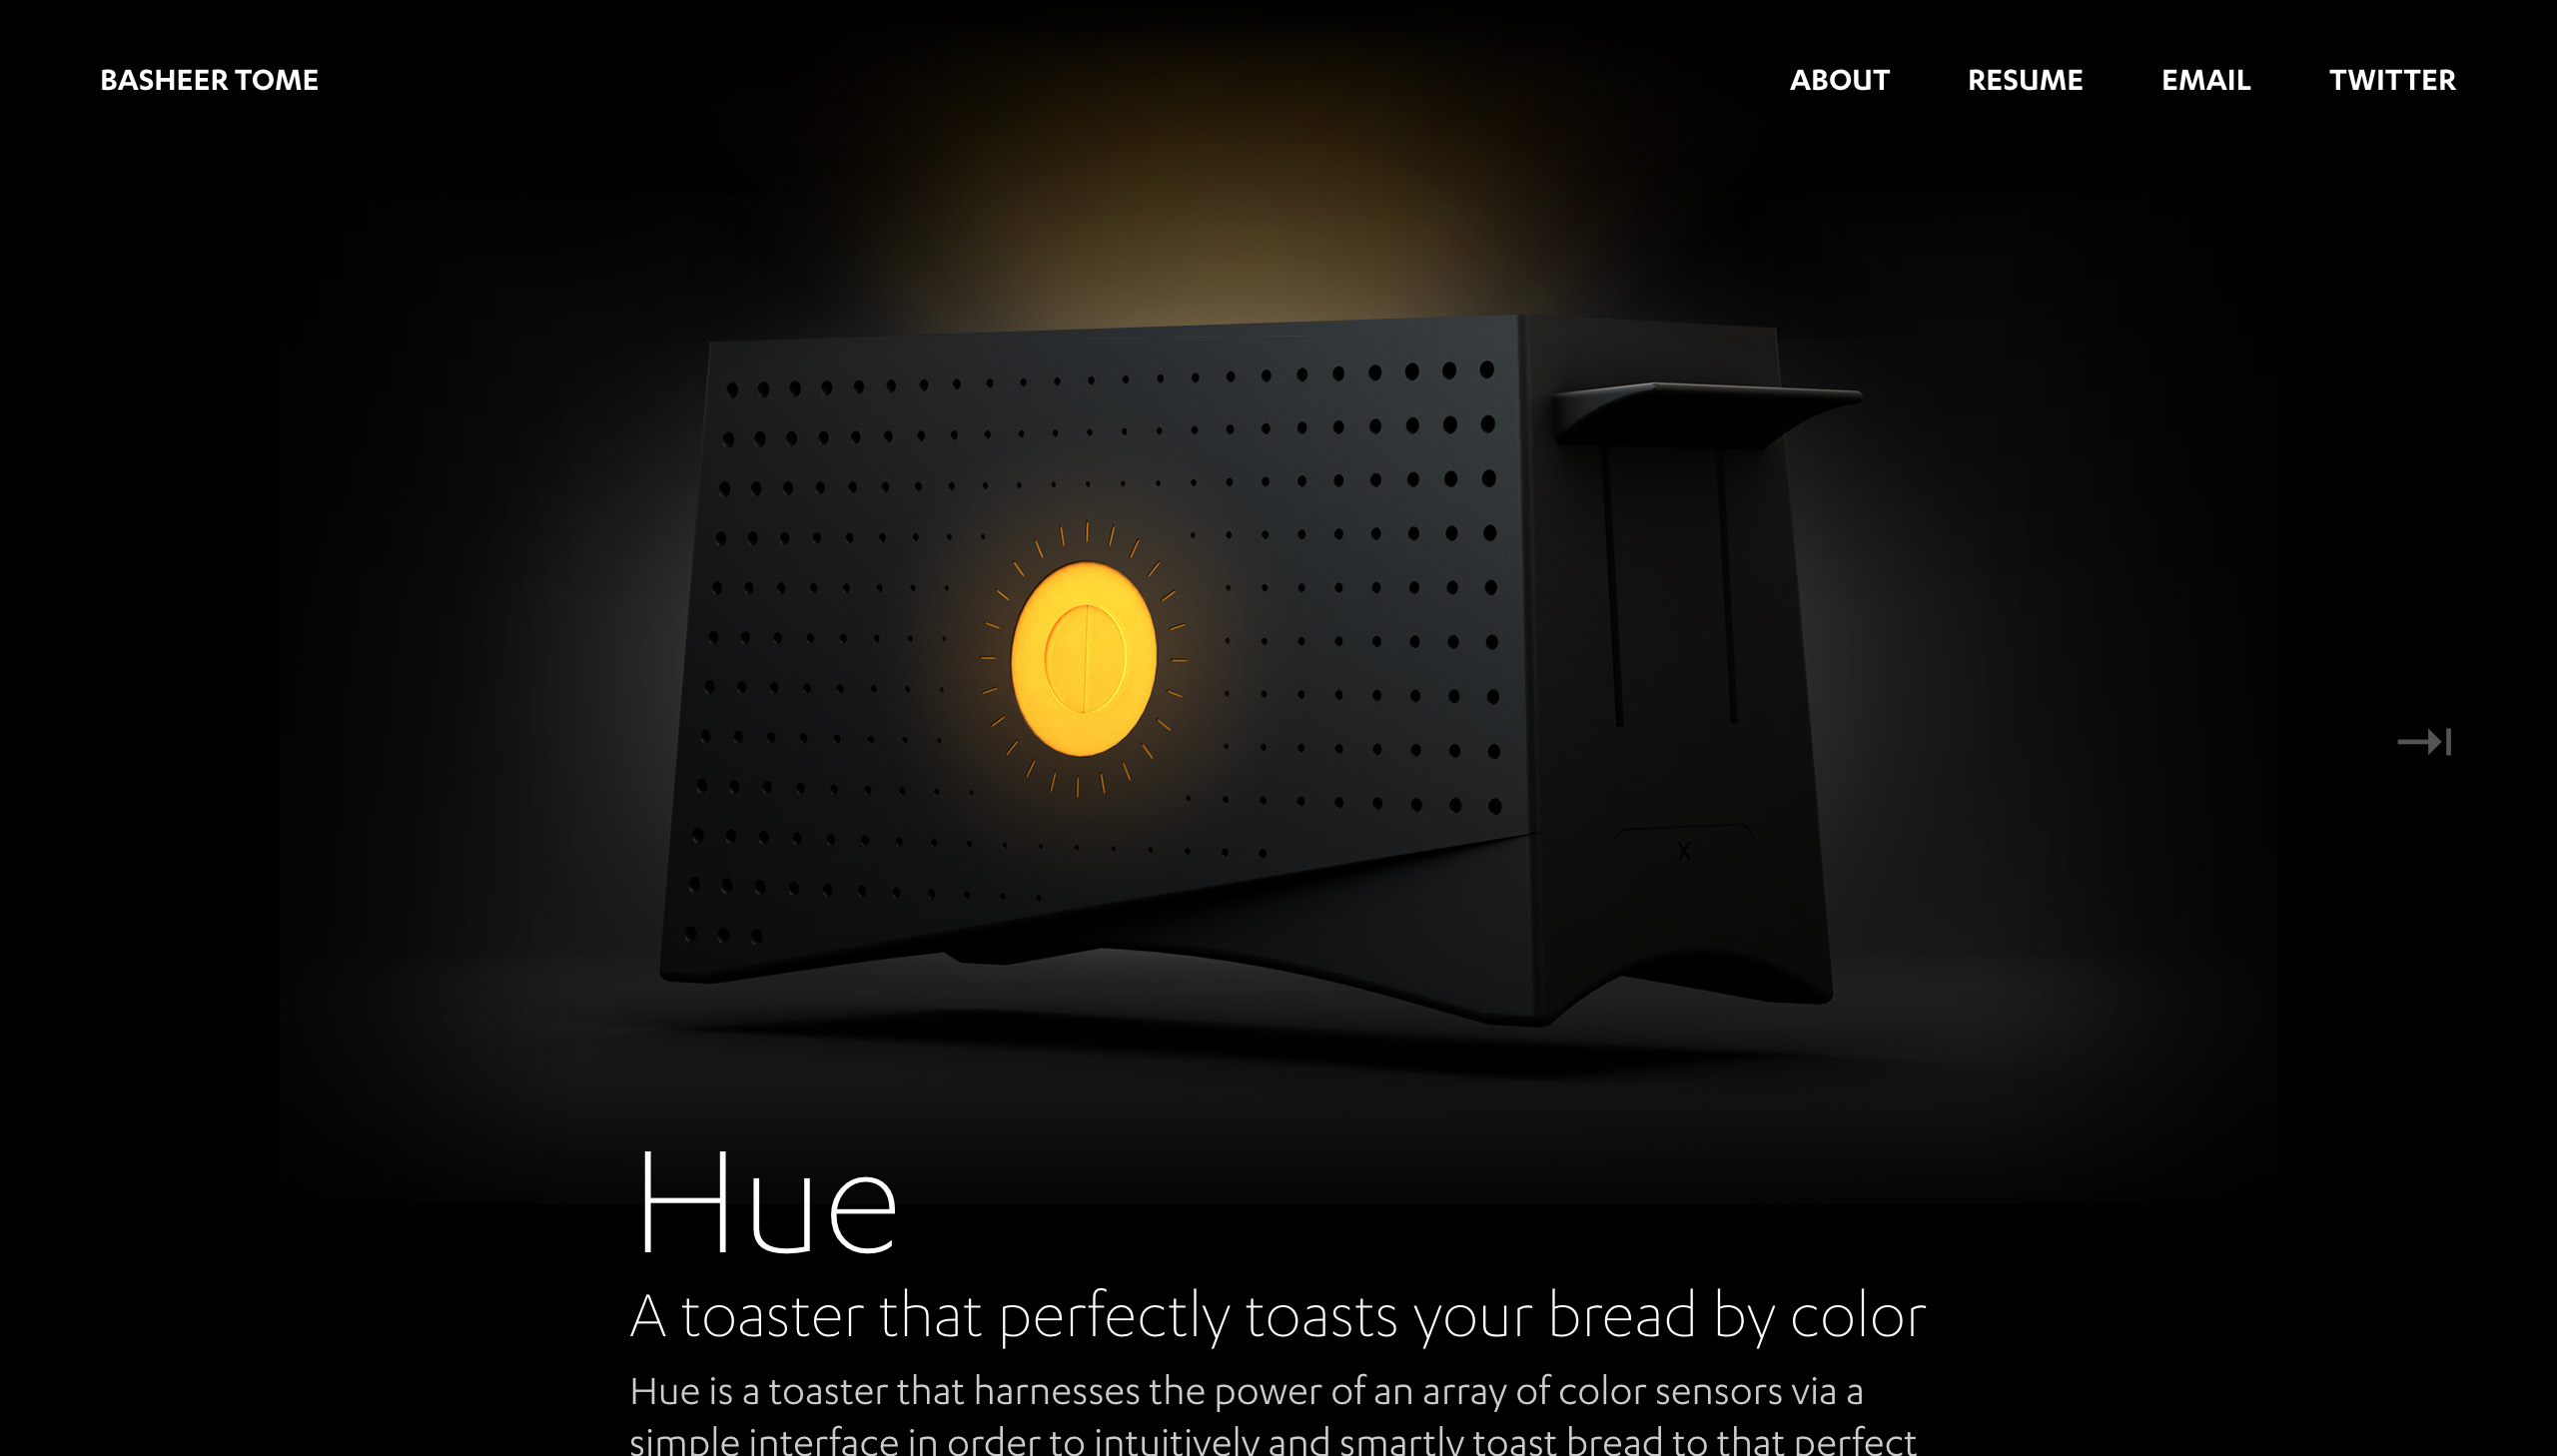 BASHEER TOME
ABOUT RESUME EMAIL TWITTER
X
Hue
A toaster that perfectly toasts your bread by color
Hue is a toaster that harnesses the power of an array of color sensors via a
simple interface in order to intuitively and smartly toast bread to that perfect